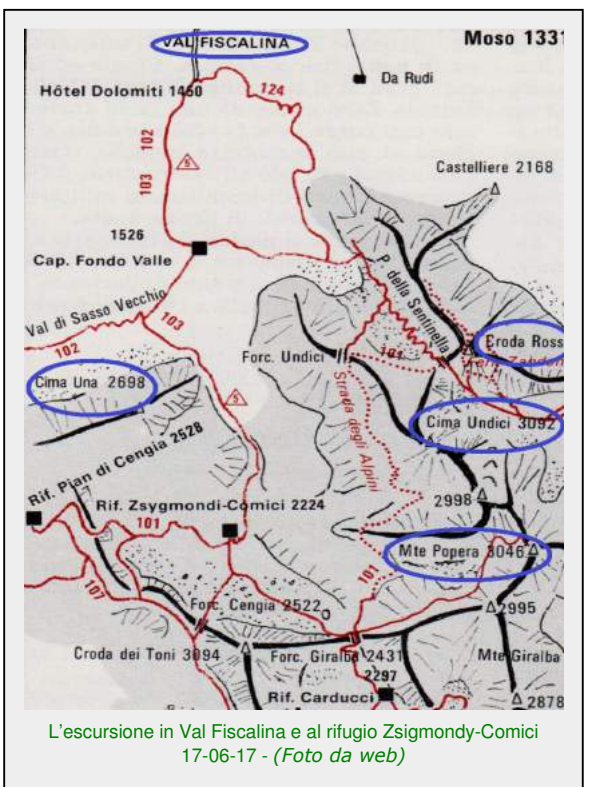 VAL FISCALINA
Moso 1331
Da Rudi
Hôtel Dolomiti 1450
124
102
103
5
Castelliere 2168
1526
Cap. Fondo Valle
P. della Sentinella
Val di Sasso Vecchio
103
102
Forc. Undici
101
Croda Ross
Cima Una 2698
5
Strada degli Alpini
Cima Undici 3092
Rif. Pian di Cengia 2528
Rif. Zsygmondi-Comici 2224
2998
101
Mte Popera 3046
101
107
Forc. Cengia 2522
2995
Croda dei Toni 3094
Forc. Giralba 2431
Mte Giralba
2297
Rif. Carducci
2878
L'escursione in Val Fiscalina e al rifugio Zsigmondy-Comici
17-06-17 - (Foto da web)